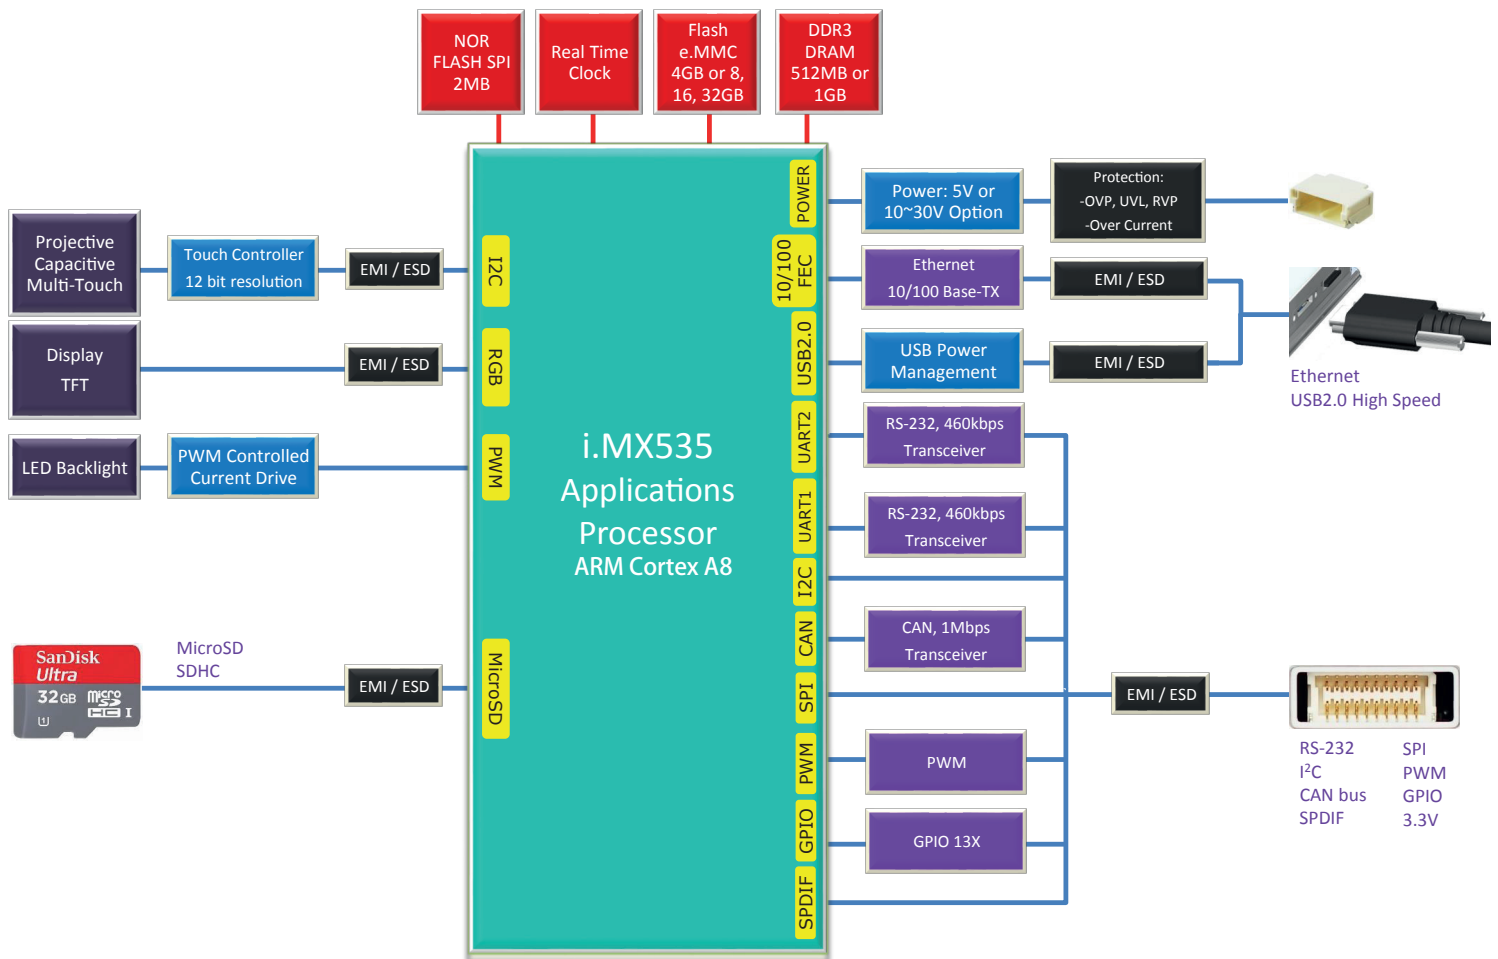 NOR
FLASH SPI
2MB
Real Time
Clock
Flash
e.MMC
4GB or 8,
16, 32GB
DDR3
DRAM
512MB or
1GB
Projective
Capacitive
Multi-Touch
Touch Controller
12 bit resolution
EMI / ESD
I2C
Display
TFT
EMI / ESD
RGB
LED Backlight
PWM Controlled
Current Drive
PWM
SanDisk
Ultra
32GB
micro
SD
HC I
1
MicroSD
SDHC
EMI / ESD
MicroSD
i.MX535
Applications
Processor
ARM Cortex A8
POWER
Power: 5V or
10~30V Option
Protection:
-OVP, UVL, RVP
-Over Current
10/100
FEC
Ethernet
10/100 Base-TX
EMI / ESD
USB2.0
USB Power
Management
EMI / ESD
Ethernet
USB2.0 High Speed
UART2
RS-232, 460kbps
Transceiver
UART1
RS-232, 460kbps
Transceiver
I2C
CAN
CAN, 1Mbps
Transceiver
SPI
EMI / ESD
PWM
PWM
GPIO
GPIO 13X
SPDIF
RS-232 SPI
I²C PWM
CAN bus GPIO
SPDIF 3.3V